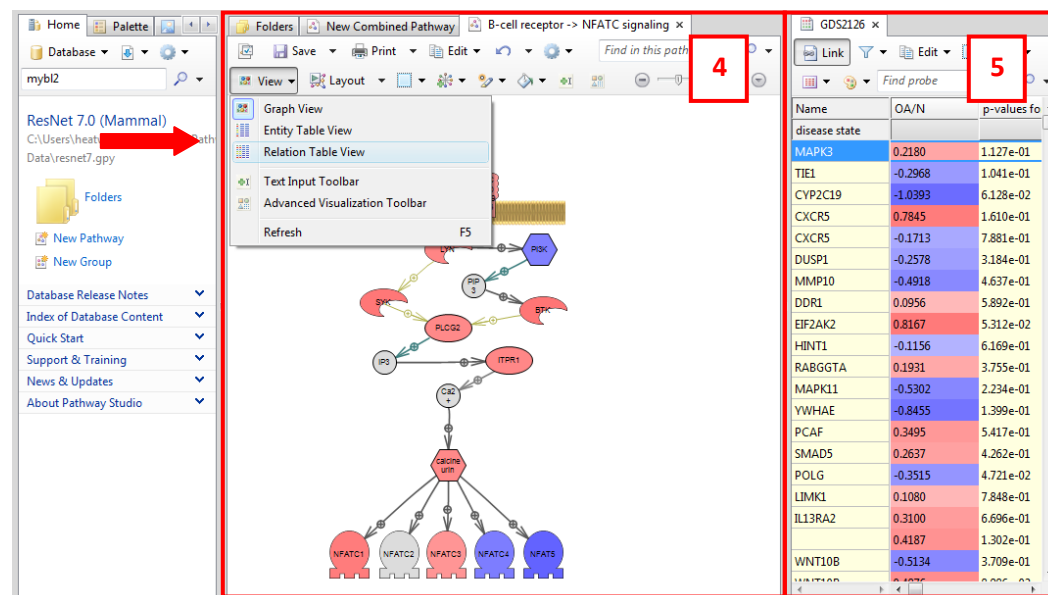 Home Palette
Database
mybl2
ResNet 7.0 (Mammal)
C:\Users\heat Path
Data\resnet7.gpy
Folders
New Pathway
New Group
Database Release Notes
Index of Database Content
Quick Start
Support & Training
News & Updates
About Pathway Studio
Folders New Combined Pathway B-cell receptor -> NFATC signaling ×
Save Print Edit Find in this path
View Layout
4
Graph View
Entity Table View
Relation Table View
Text Input Toolbar
Advanced Visualization Toolbar
Refresh F5
LYN PI3K
PIP
3
SYK BTK
PLCG2
IP3 ITPR1
Ca2
+
calcine
urin
NFATC1 NFATC2 NFATC3 NFATC4 NFAT5
GDS2126 ×
Link Edit
5
Find probe
Name OA/N p-values fo
disease state
MAPK3 0.2180 1.127e-01
TIE1 -0.2968 1.041e-01
CYP2C19 -1.0393 6.128e-02
CXCR5 0.7845 1.610e-01
CXCR5 -0.1713 7.881e-01
DUSP1 -0.2578 3.184e-01
MMP10 -0.4918 4.637e-01
DDR1 0.0956 5.892e-01
EIF2AK2 0.8167 5.312e-02
HINT1 -0.1156 6.169e-01
RABGGTA 0.1931 3.755e-01
MAPK11 -0.5302 2.234e-01
YWHAE -0.8455 1.399e-01
PCAF 0.3495 5.417e-01
SMAD5 0.2637 4.262e-01
POLG -0.3515 4.721e-02
LIMK1 0.1080 7.848e-01
IL13RA2 0.3100 6.696e-01
0.4187 1.302e-01
WNT10B -0.5134 3.709e-01